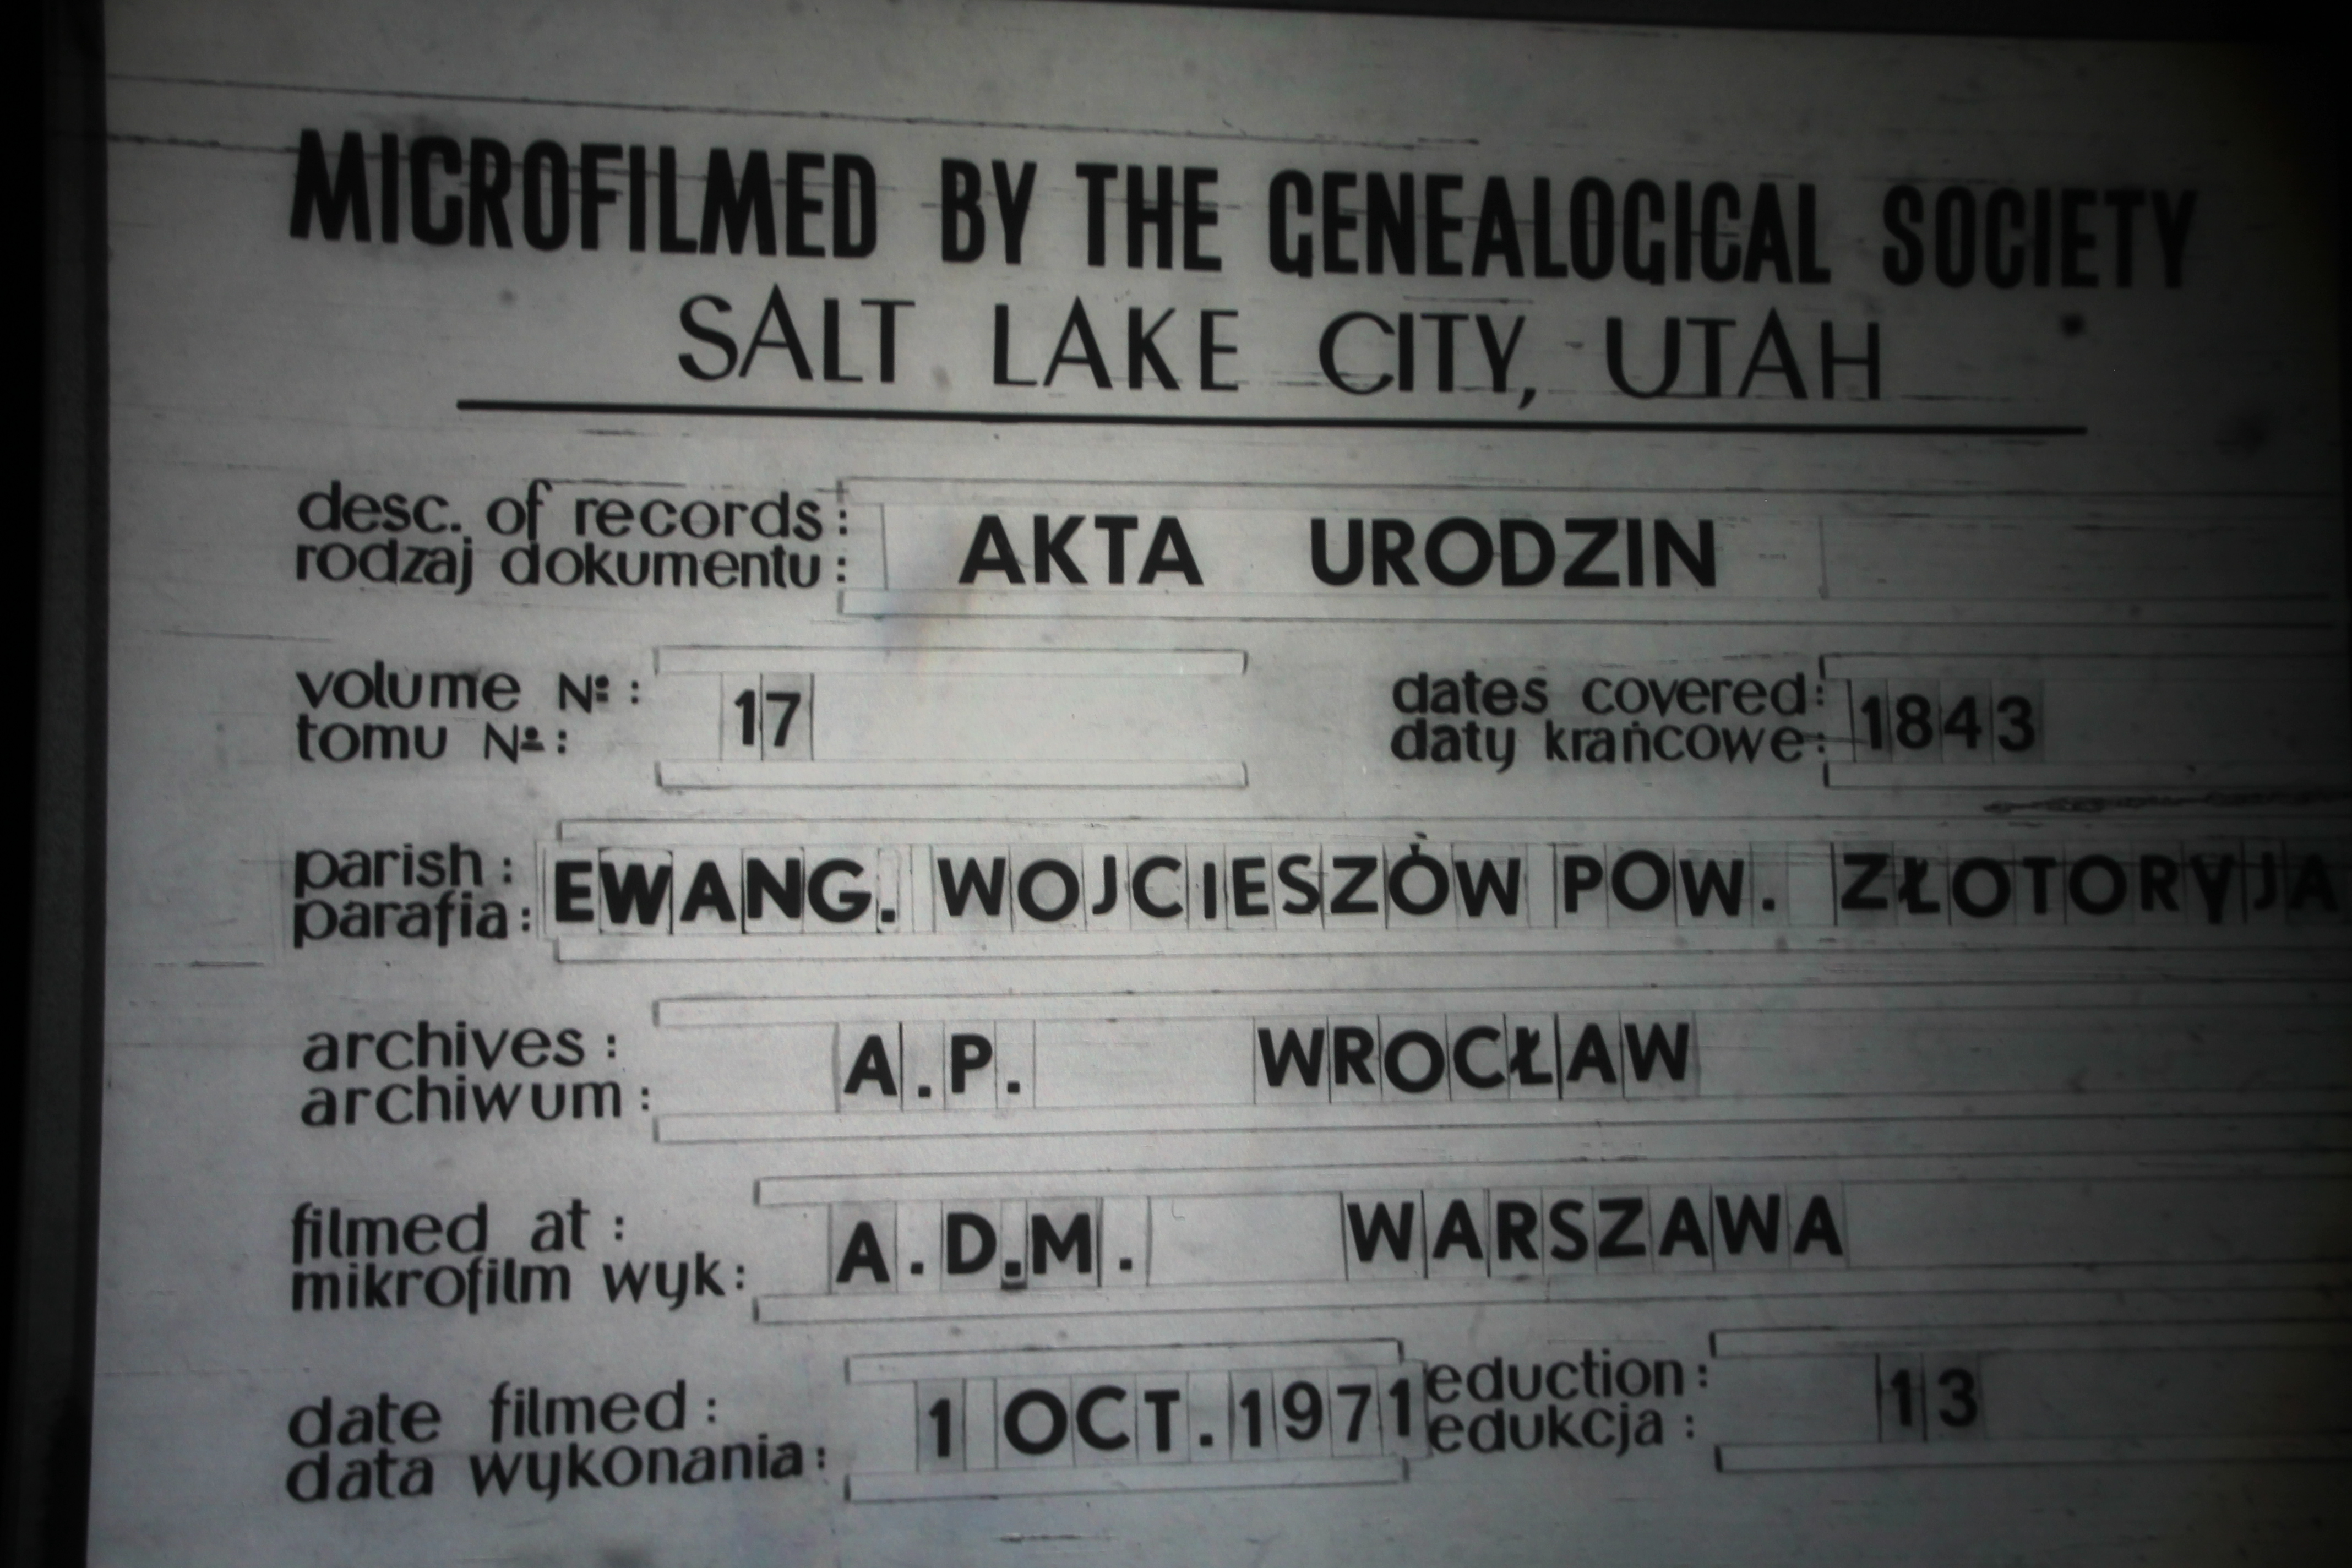 MICROFILMED BY THE GENEALOGICAL SOCIETY
SALT LAKE CITY, UTAH
desc. of records: AKTA URODZIN
rodzaj dokumentu:
volume Nº: 17
tomu Nº:
dates covered: 1843
daty krańcowe:
parish: EWANG. WOJCIESZÓW POW. ZŁOTORYJA
parafia:
archives: A.P. WROCŁAW
archiwum:
filmed at: A.D.M. WARSZAWA
mikrofilm wyk:
date filmed: 1 OCT. 1971
data wykonania:
eduction: 13
edukcja: